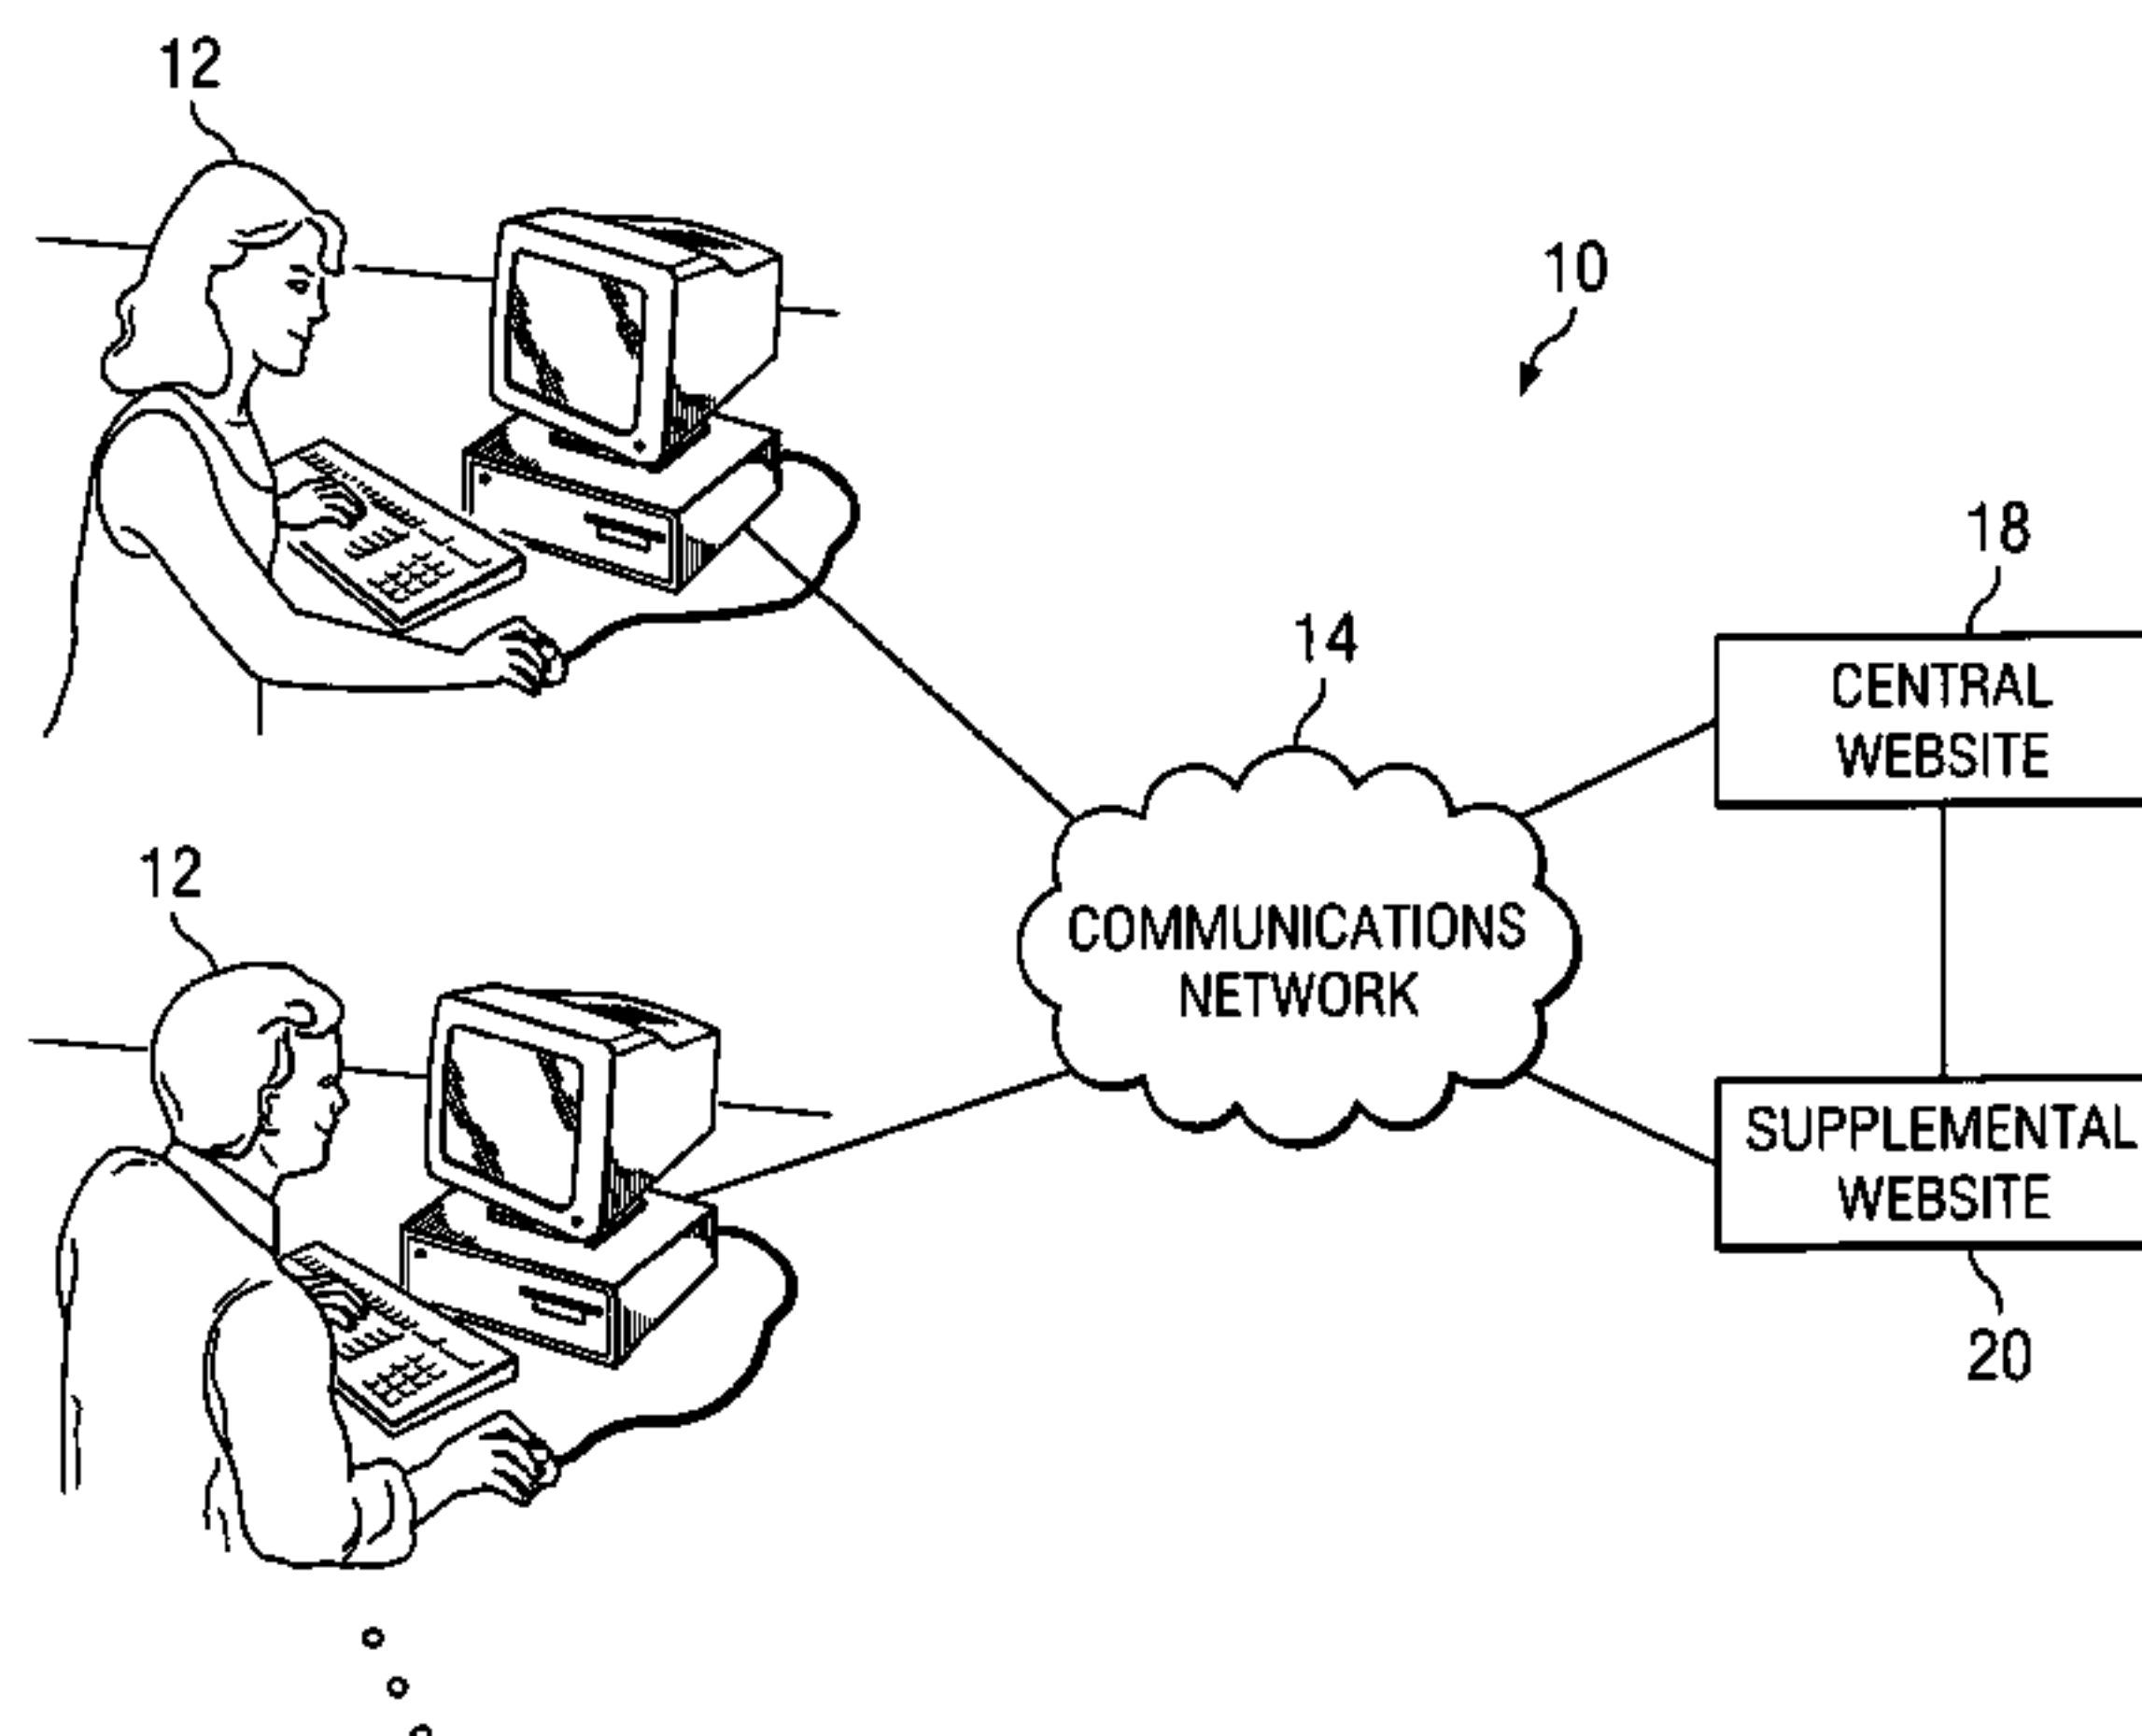 12
10
18
14
CENTRAL
WEBSITE
12
COMMUNICATIONS
NETWORK
SUPPLEMENTAL
WEBSITE
20